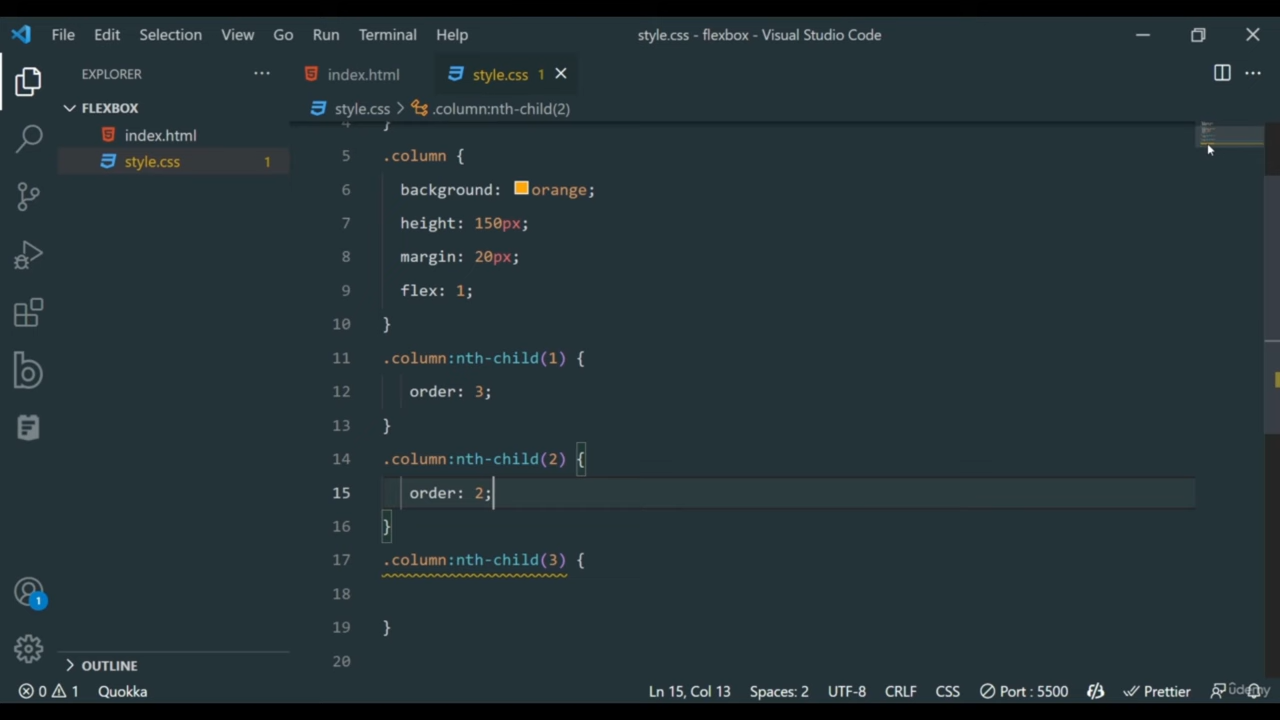 File Edit Selection View Go Run Terminal Help style.css - flexbox - Visual Studio Code
EXPLORER
index.html
style.css 1
FLEXBOX
style.css > .column:nth-child(2)
index.html
style.css 1
4 }
5 .column {
6 background: orange;
7 height: 150px;
8 margin: 20px;
9 flex: 1;
10 }
11 .column:nth-child(1) {
12 order: 3;
13 }
14 .column:nth-child(2) {
15 order: 2;
16 }
17 .column:nth-child(3) {
18
19 }
20
1
OUTLINE
0 1 Quokka Ln 15, Col 13 Spaces: 2 UTF-8 CRLF CSS Port : 5500 Prettier
udemy